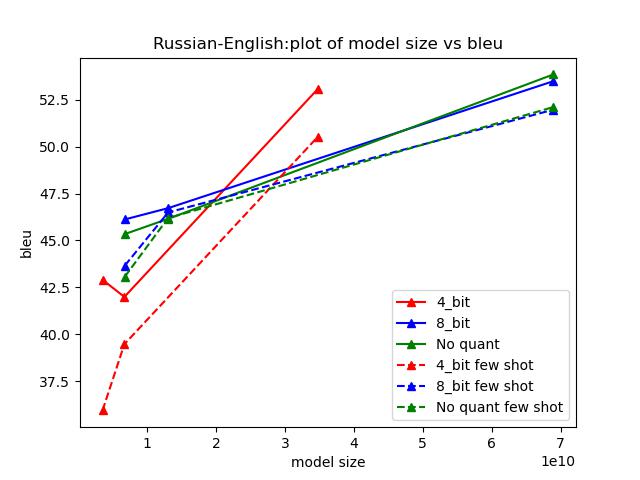 Russian-English:plot of model size vs bleu
52.5
50.0
47.5
45.0
42.5
40.0
37.5
bleu
4_bit
8_bit
No quant
4_bit few shot
8_bit few shot
No quant few shot
1 2 3 4 5 6 7
model size
1e10